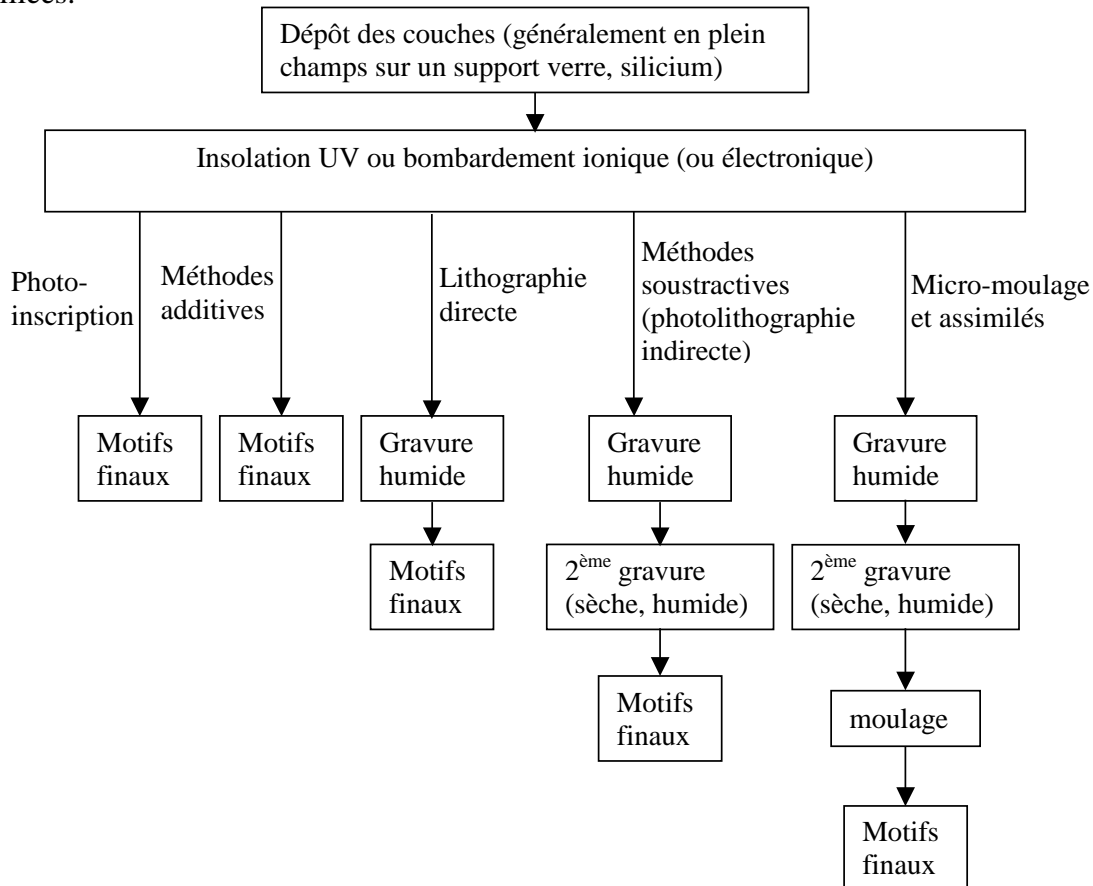 Dépôt des couches (généralement en plein
champs sur un support verre, silicium)
Insolation UV ou bombardement ionique (ou électronique)
Photo-
inscription
Méthodes
additives
Lithographie
directe
Méthodes
soustractives
(photolithographie
indirecte)
Micro-moulage
et assimilés
Motifs
finaux
Motifs
finaux
Gravure
humide
Gravure
humide
Gravure
humide
Motifs
finaux
2ème gravure
(sèche, humide)
2ème gravure
(sèche, humide)
Motifs
finaux
moulage
Motifs
finaux